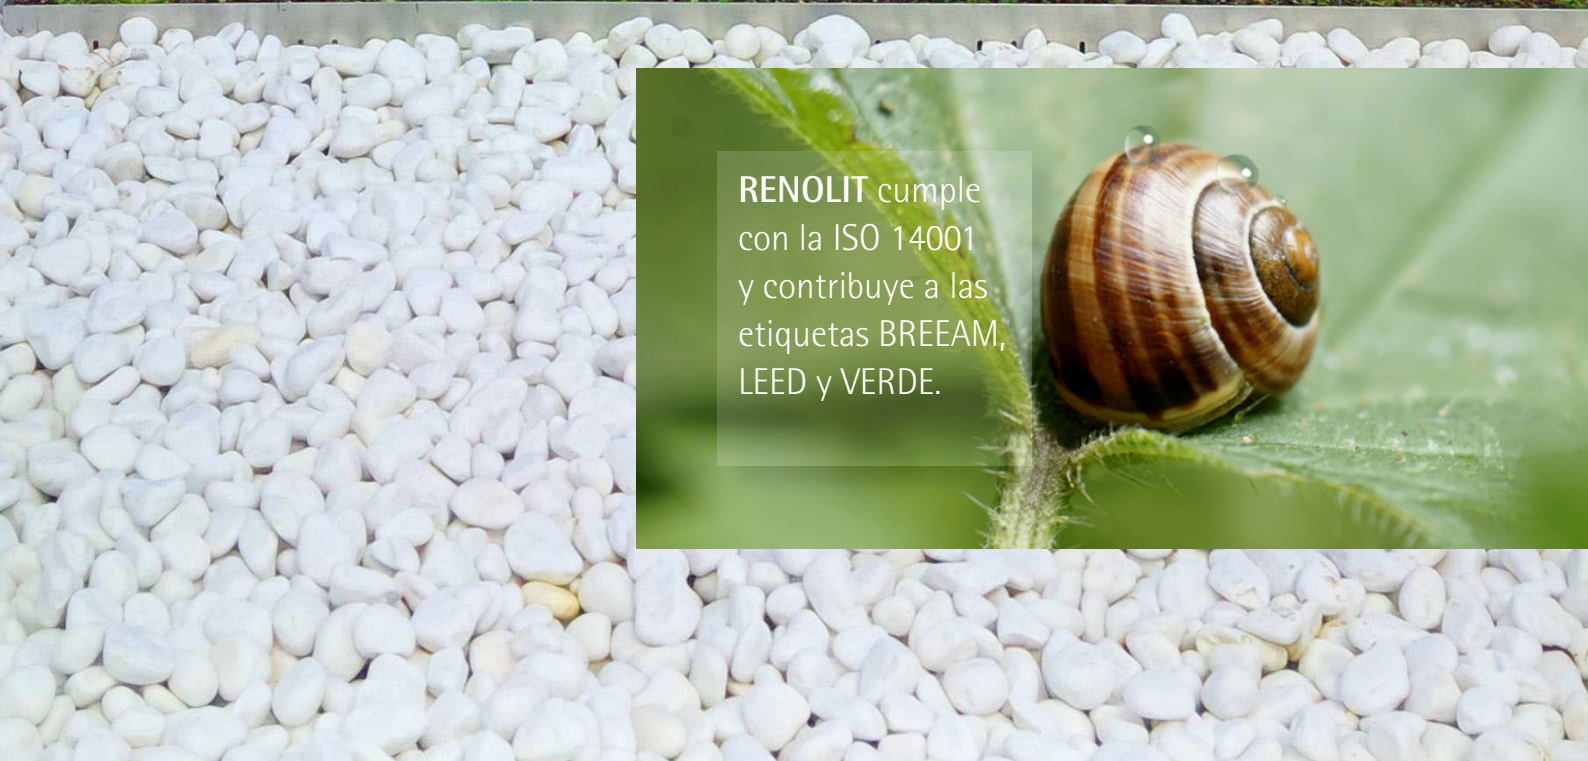 RENOLIT cumple
con la ISO 14001
y contribuye a las
etiquetas BREEAM,
LEED y VERDE.